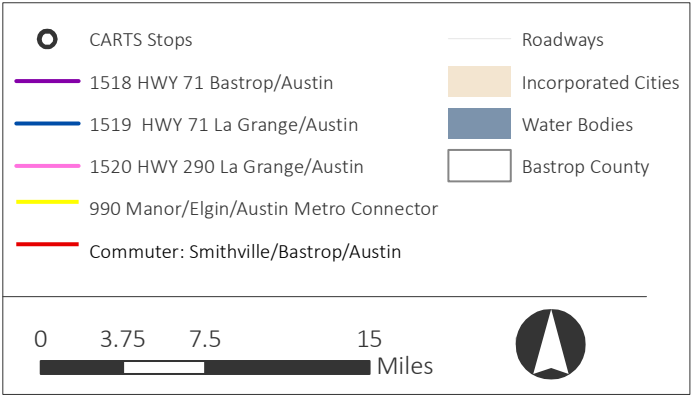 CARTS Stops
1518 HWY 71 Bastrop/Austin
1519  HWY 71 La Grange/Austin
1520 HWY 290 La Grange/Austin
990 Manor/Elgin/Austin Metro Connector
Commuter: Smithville/Bastrop/Austin
Roadways
Incorporated Cities
Water Bodies
Bastrop County
0 3.75 7.5 15
Miles